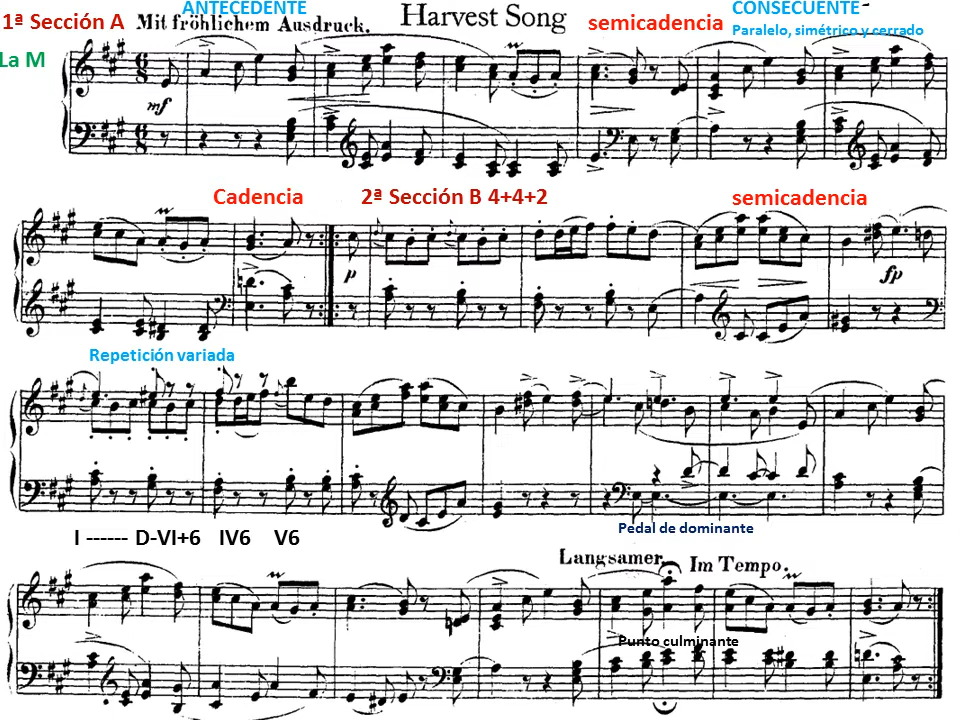 ANTECEDENTE
CONSECUENTE
1ª Sección A
Mit fröhlichem Ausdruck.
Harvest Song
semicadencia
Paralelo, simétrico y cerrado
La M
mf
Cadencia
2ª Sección B 4+4+2
semicadencia
p
fp
Repetición variada
Pedal de dominante
I ------ D-VI+6 IV6 V6
Langsamer.
Im Tempo.
Punto culminante